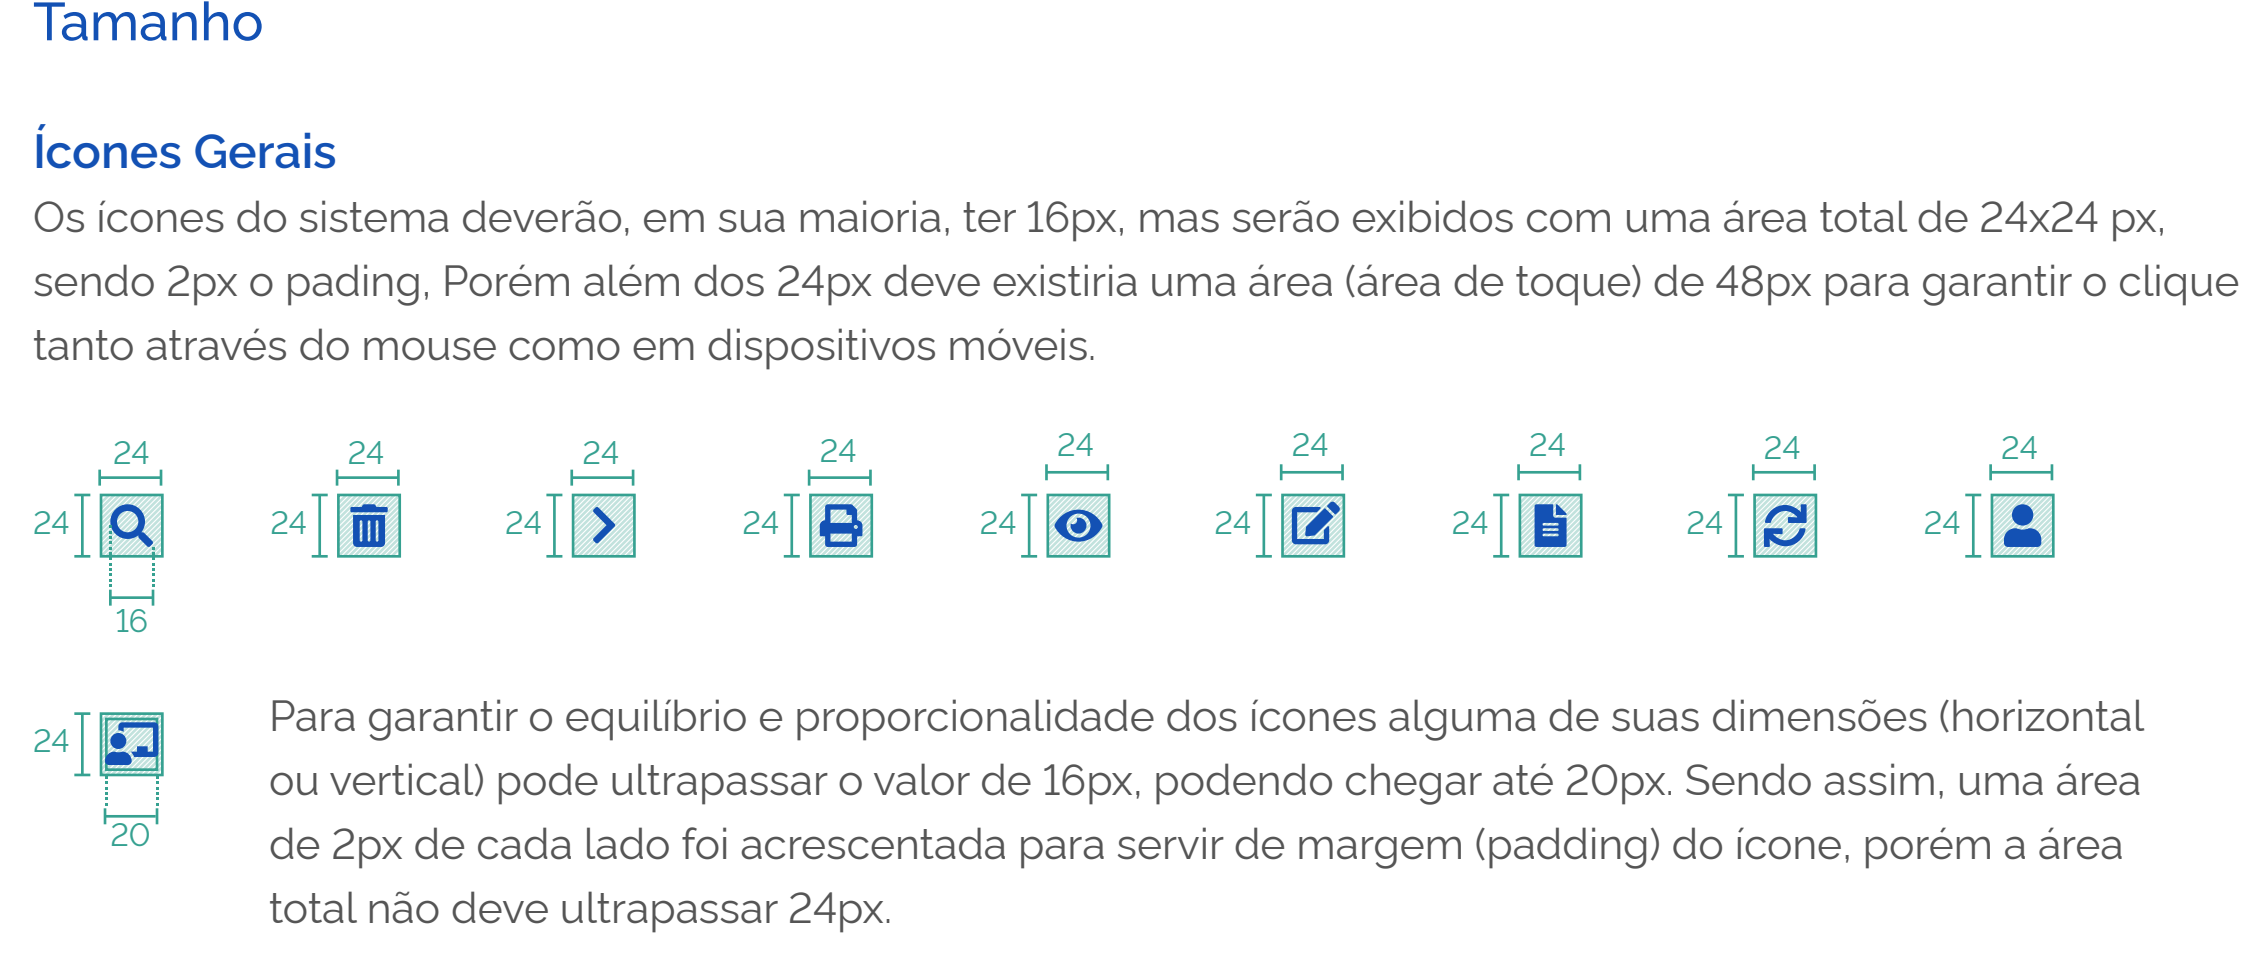 Tamanho
Ícones Gerais
Os ícones do sistema deverão, em sua maioria, ter 16px, mas serão exibidos com uma área total de 24x24 px,
sendo 2px o pading, Porém além dos 24px deve existiria uma área (área de toque) de 48px para garantir o clique
tanto através do mouse como em dispositivos móveis.
24 24 24 24 24 24 24 24 24
24 24 24 24 24 24 24 24 24
16
Para garantir o equilíbrio e proporcionalidade dos ícones alguma de suas dimensões (horizontal
24
ou vertical) pode ultrapassar o valor de 16px, podendo chegar até 20px. Sendo assim, uma área
20
de 2px de cada lado foi acrescentada para servir de margem (padding) do ícone, porém a área
total não deve ultrapassar 24px.